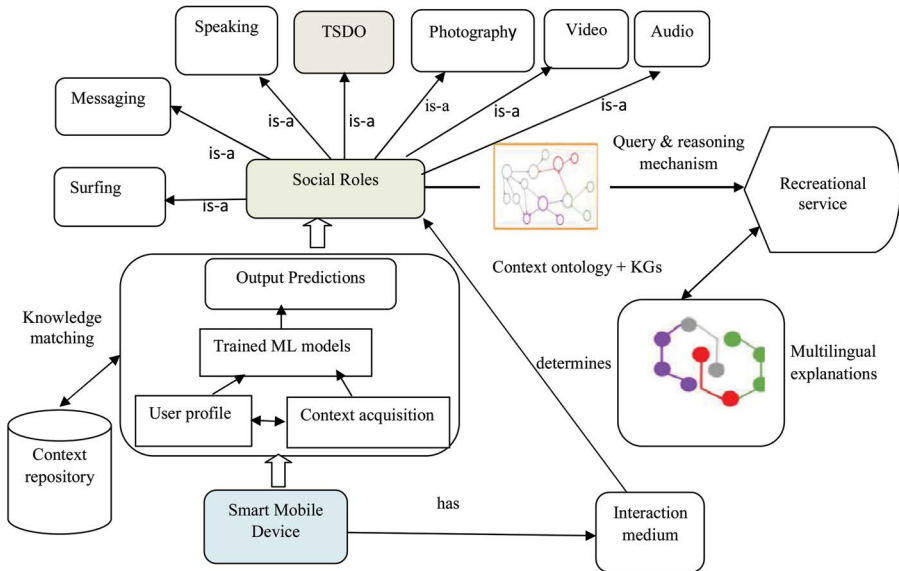 Speaking
TSDO
Photography
Video
Audio
Messaging
is-a
is-a
is-a
is-a
is-a
is-a
Surfing
is-a
Social Roles
Query & reasoning
mechanism
Recreational
service
Output Predictions
Context ontology + KGs
Knowledge
matching
Trained ML models
determines
Multilingual
explanations
User profile
Context acquisition
Context
repository
Smart Mobile
Device
has
Interaction
medium